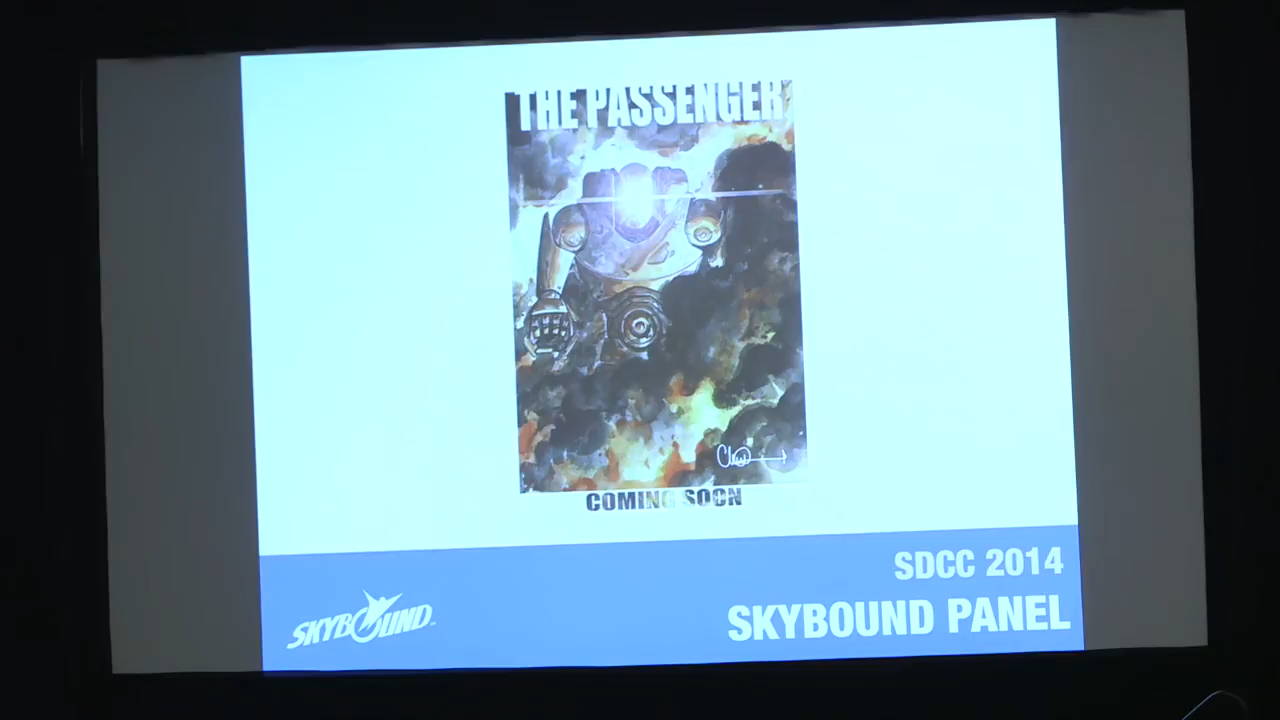 THE PASSENGER
COMING SOON
SDCC 2014
SKYBOUND
SKYBOUND PANEL